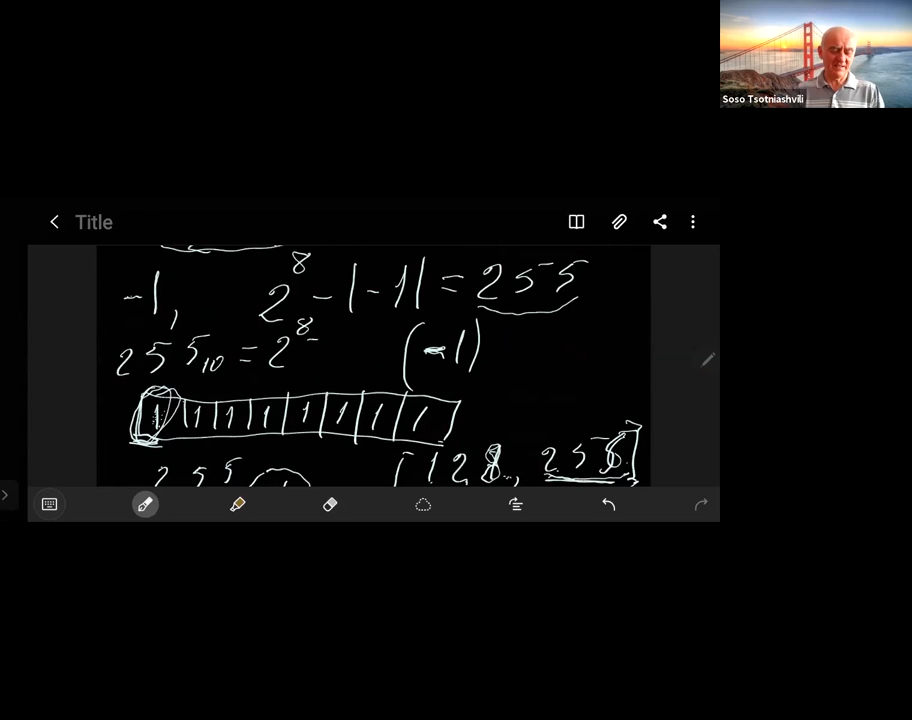 Soso Tsotniashvili
Title
-1, 2⁸ - |-1| = 255
255₁₀ = 2⁸ -
(-1)
1 1 1 1 1 1 1 1
255
[128, 255]